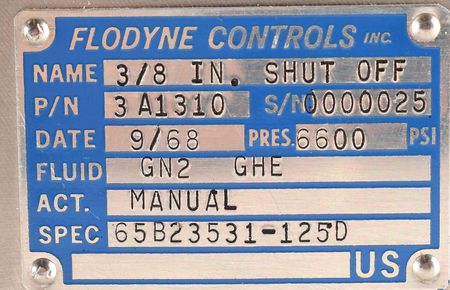 FLODYNE CONTROLS INC.
NAME 3/8 IN. SHUT OFF
P/N 3A1310 S/N 0000025
DATE 9/68 PRES. 6600 PSI
FLUID GN2 GHE
ACT. MANUAL
SPEC 65B23531-125D
US